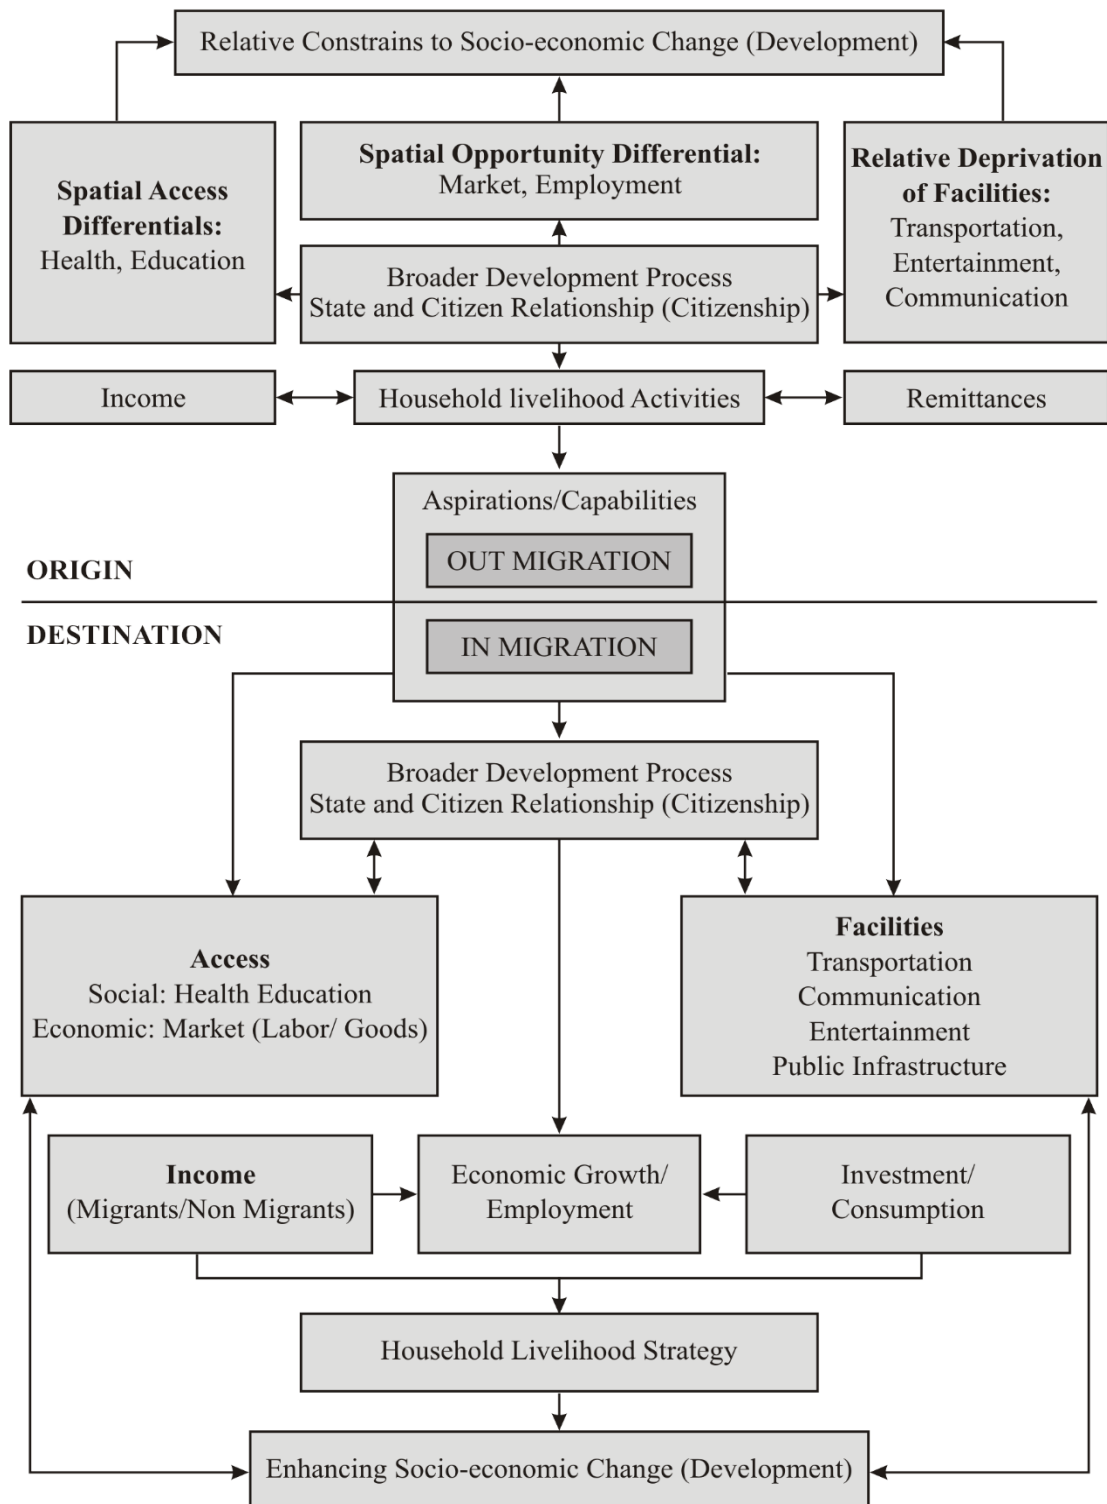 Relative Constrains to Socio-economic Change (Development)
Spatial Access
Differentials:
Health, Education
Spatial Opportunity Differential:
Market, Employment
Relative Deprivation
of Facilities:
Transportation,
Entertainment,
Communication
Broader Development Process
State and Citizen Relationship (Citizenship)
Income
Household livelihood Activities
Remittances
Aspirations/Capabilities
OUT MIGRATION
ORIGIN
DESTINATION
IN MIGRATION
Broader Development Process
State and Citizen Relationship (Citizenship)
Access
Social: Health Education
Economic: Market (Labor/ Goods)
Facilities
Transportation
Communication
Entertainment
Public Infrastructure
Income
(Migrants/Non Migrants)
Economic Growth/
Employment
Investment/
Consumption
Household Livelihood Strategy
Enhancing Socio-economic Change (Development)